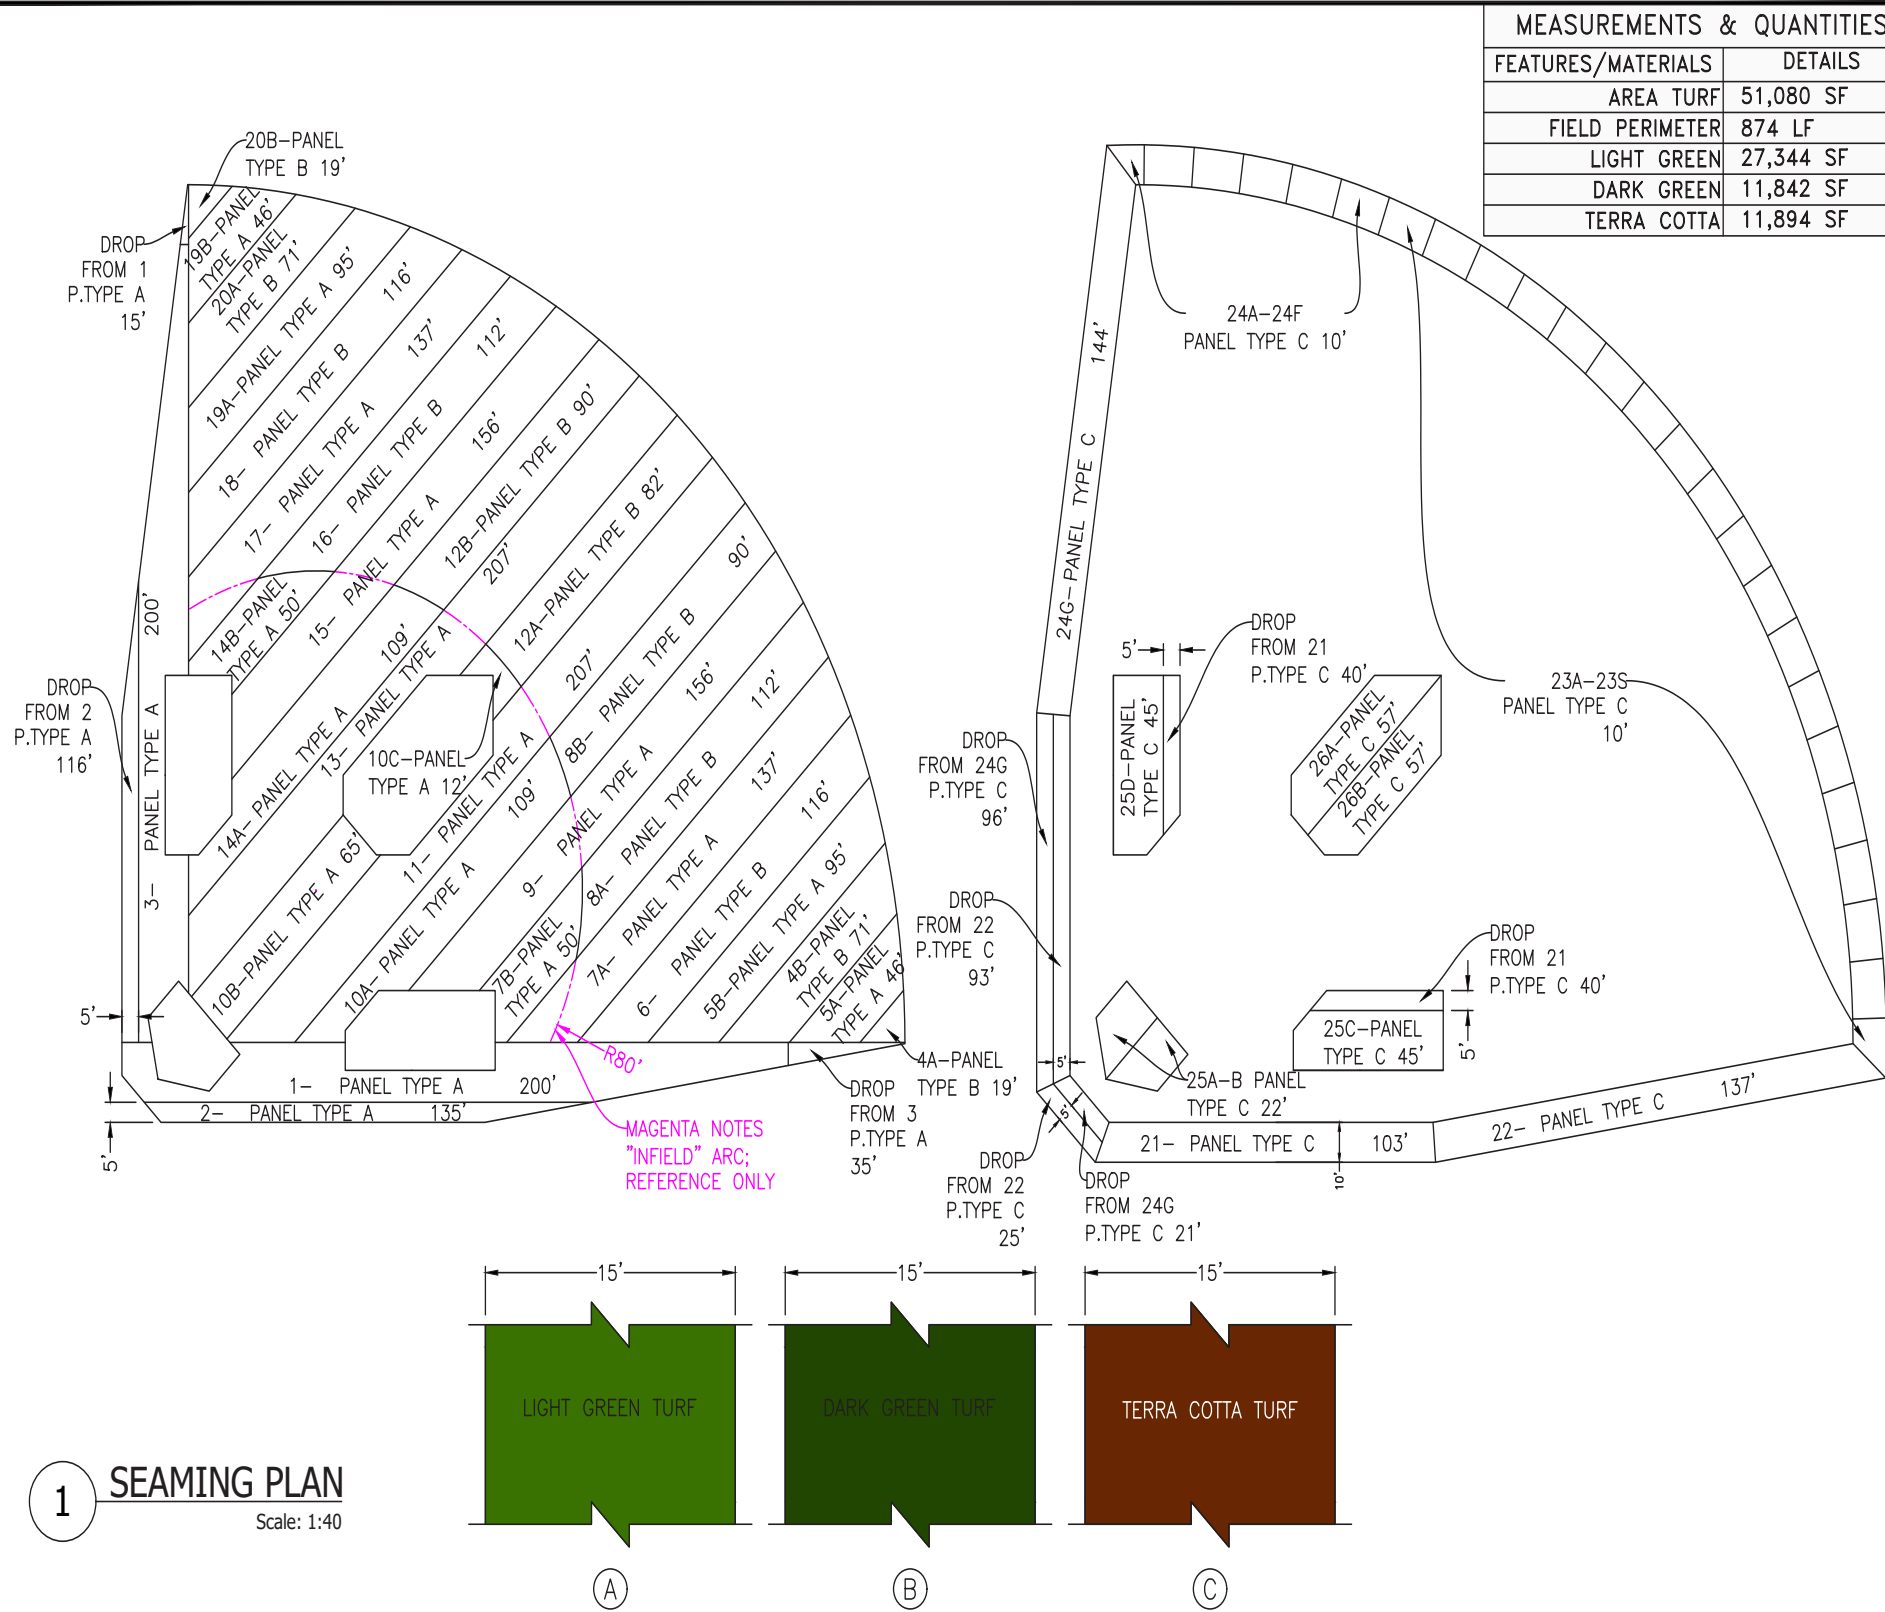 MEASUREMENTS & QUANTITIES
FEATURES/MATERIALS DETAILS
AREA TURF 51,080 SF
FIELD PERIMETER 874 LF
LIGHT GREEN 27,344 SF
DARK GREEN 11,842 SF
TERRA COTTA 11,894 SF
20B-PANEL
TYPE B 19'
DROP
FROM 1
P.TYPE A
15'
19B-PANEL
TYPE A 46'
20A-PANEL
TYPE B 71'
19A-PANEL TYPE A 95'
18- PANEL TYPE B 116'
17- PANEL TYPE A 137'
16- PANEL TYPE B 112'
15- PANEL TYPE A 156'
14B-PANEL
TYPE A 50'
12B-PANEL TYPE B 90'
14A- PANEL TYPE A 109'
13- PANEL TYPE A 207'
12A-PANEL TYPE B 82'
10C-PANEL
TYPE A 12'
11- PANEL TYPE A 207'
10B-PANEL TYPE A 65'
10A- PANEL TYPE A 109'
8B- PANEL TYPE B 90'
9- PANEL TYPE A 156'
8A- PANEL TYPE B 112'
7B-PANEL
TYPE A 50'
7A- PANEL TYPE A 137'
6- PANEL TYPE B 116'
5B-PANEL TYPE A 95'
4B-PANEL
TYPE B 71'
5A-PANEL
TYPE A 46'
4A-PANEL
TYPE B 19'
DROP
FROM 2
P.TYPE A
116'
3- PANEL TYPE A 200'
5'
1- PANEL TYPE A 200'
2- PANEL TYPE A 135'
5'
R80'
MAGENTA NOTES
"INFIELD" ARC;
REFERENCE ONLY
DROP
FROM 3
P.TYPE A
35'
24A-24F
PANEL TYPE C 10'
24G-PANEL TYPE C 144'
23A-23S
PANEL TYPE C
10'
5'
DROP
FROM 21
P.TYPE C 40'
25D-PANEL
TYPE C 45'
26A-PANEL
TYPE C 57'
26B-PANEL
TYPE C 57'
DROP
FROM 24G
P.TYPE C
96'
DROP
FROM 22
P.TYPE C
93'
DROP
FROM 21
P.TYPE C 40'
25C-PANEL
TYPE C 45'
5'
5'
5'
25A-B PANEL
TYPE C 22'
21- PANEL TYPE C 103'
10'
22- PANEL TYPE C 137'
DROP
FROM 22
P.TYPE C
25'
DROP
FROM 24G
P.TYPE C 21'
15'
15'
15'
LIGHT GREEN TURF
DARK GREEN TURF
TERRA COTTA TURF
A
B
C
1 SEAMING PLAN
Scale: 1:40